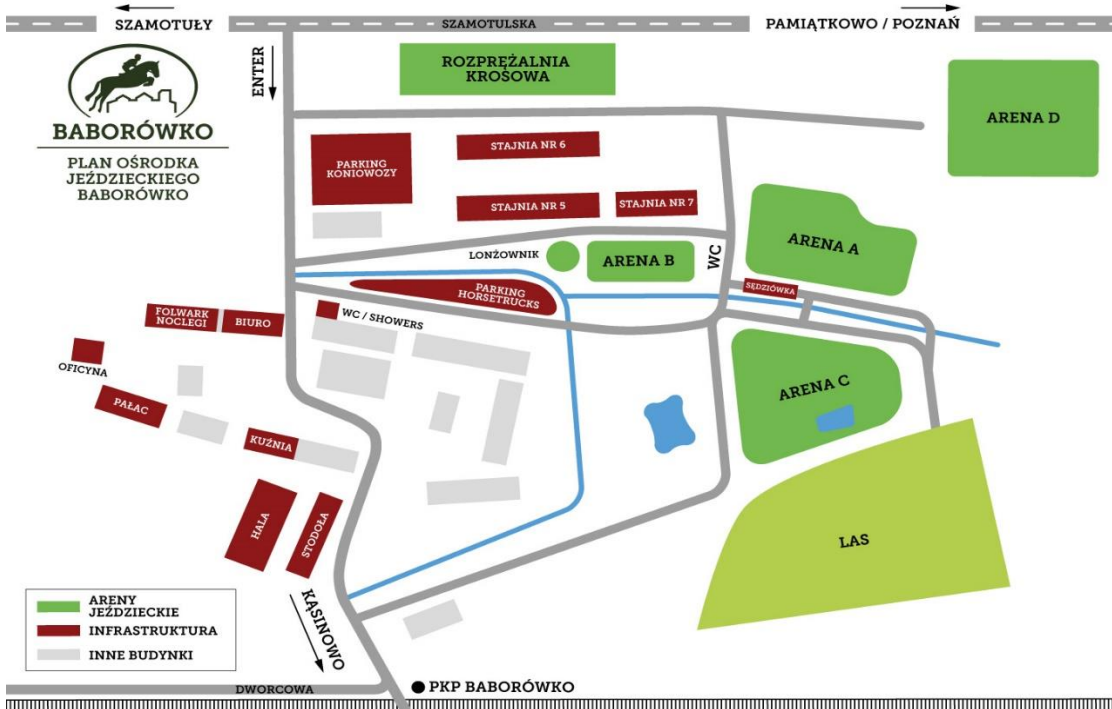 SZAMOTUŁY
SZAMOTULSKA
PAMIĄTKOWO / POZNAŃ
ENTER
BABORÓWKO
PLAN OŚRODKA
JEŹDZIECKIEGO
BABORÓWKO
ROZPRĘŻALNIA
KROSOWA
ARENA D
PARKING
KONIOWOZY
STAJNIA NR 6
STAJNIA NR 5
STAJNIA NR 7
ARENA A
LONŻOWNIK
ARENA B
WC
SĘDZIÓWKA
PARKING
HORSETRUCKS
FOLWARK
NOCLEGI
BIURO
WC / SHOWERS
OFICYNA
PAŁAC
ARENA C
KUŹNIA
HALA
STODOŁA
LAS
ARENY
JEŹDZIECKIE
INFRASTRUKTURA
INNE BUDYNKI
KĄSINOWO
DWORCOWA
PKP BABORÓWKO